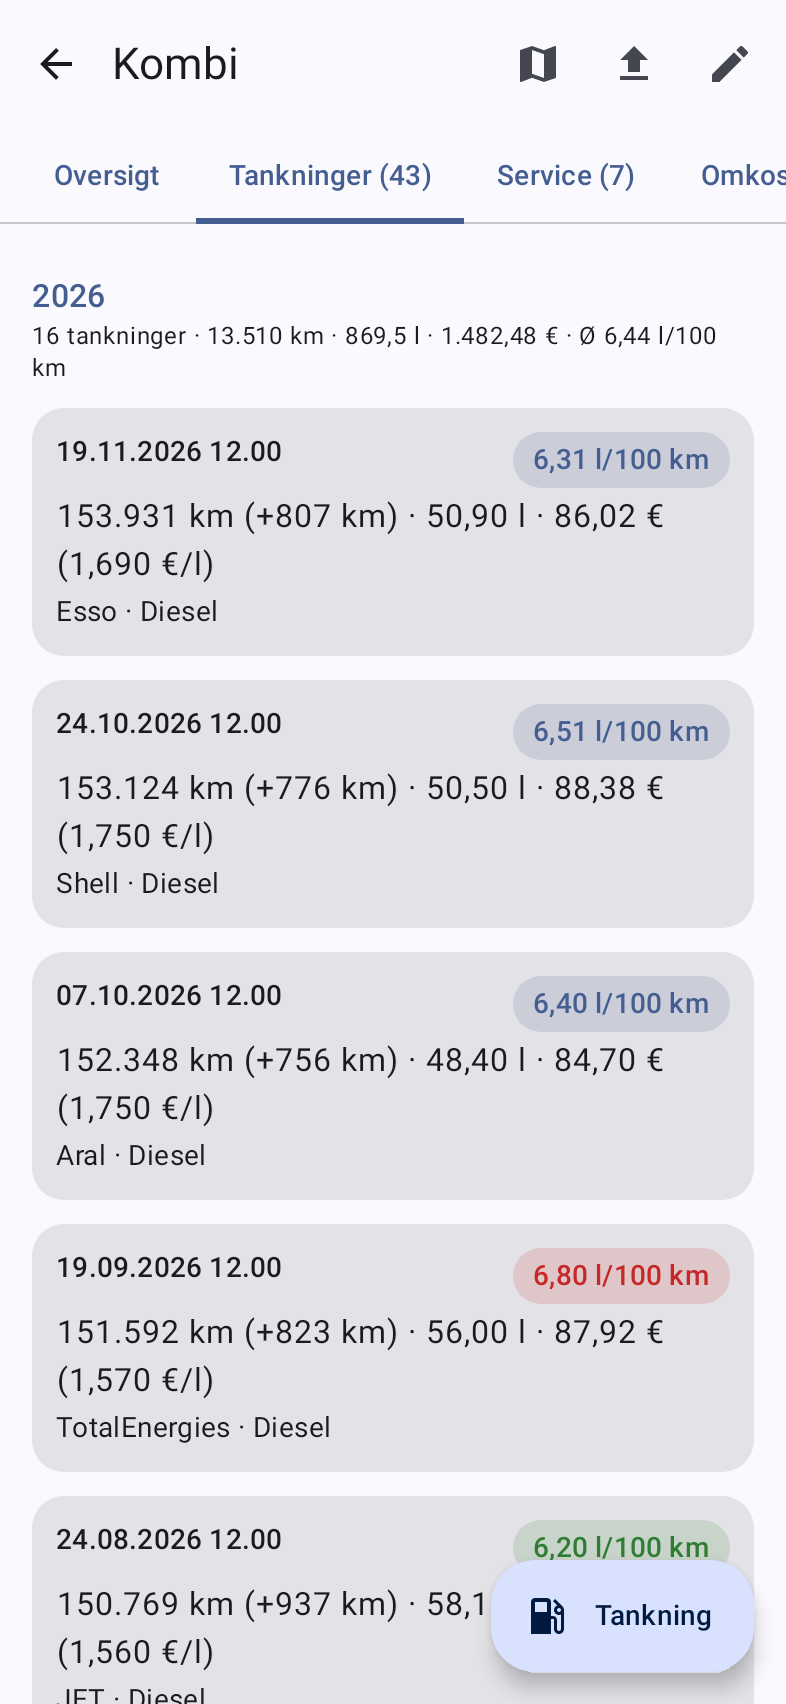 Kombi
Oversigt
Tankninger (43)
Service (7)
Omkos
2026
16 tankninger · 13.510 km · 869,5 l · 1.482,48 € · Ø 6,44 l/100
km
19.11.2026 12.00
6,31 l/100 km
153.931 km (+807 km) · 50,90 l · 86,02 €
(1,690 €/l)
Esso · Diesel
24.10.2026 12.00
6,51 l/100 km
153.124 km (+776 km) · 50,50 l · 88,38 €
(1,750 €/l)
Shell · Diesel
07.10.2026 12.00
6,40 l/100 km
152.348 km (+756 km) · 48,40 l · 84,70 €
(1,750 €/l)
Aral · Diesel
19.09.2026 12.00
6,80 l/100 km
151.592 km (+823 km) · 56,00 l · 87,92 €
(1,570 €/l)
TotalEnergies · Diesel
24.08.2026 12.00
6,20 l/100 km
150.769 km (+937 km) · 58,1
(1,560 €/l)
JET · Diesel
Tankning